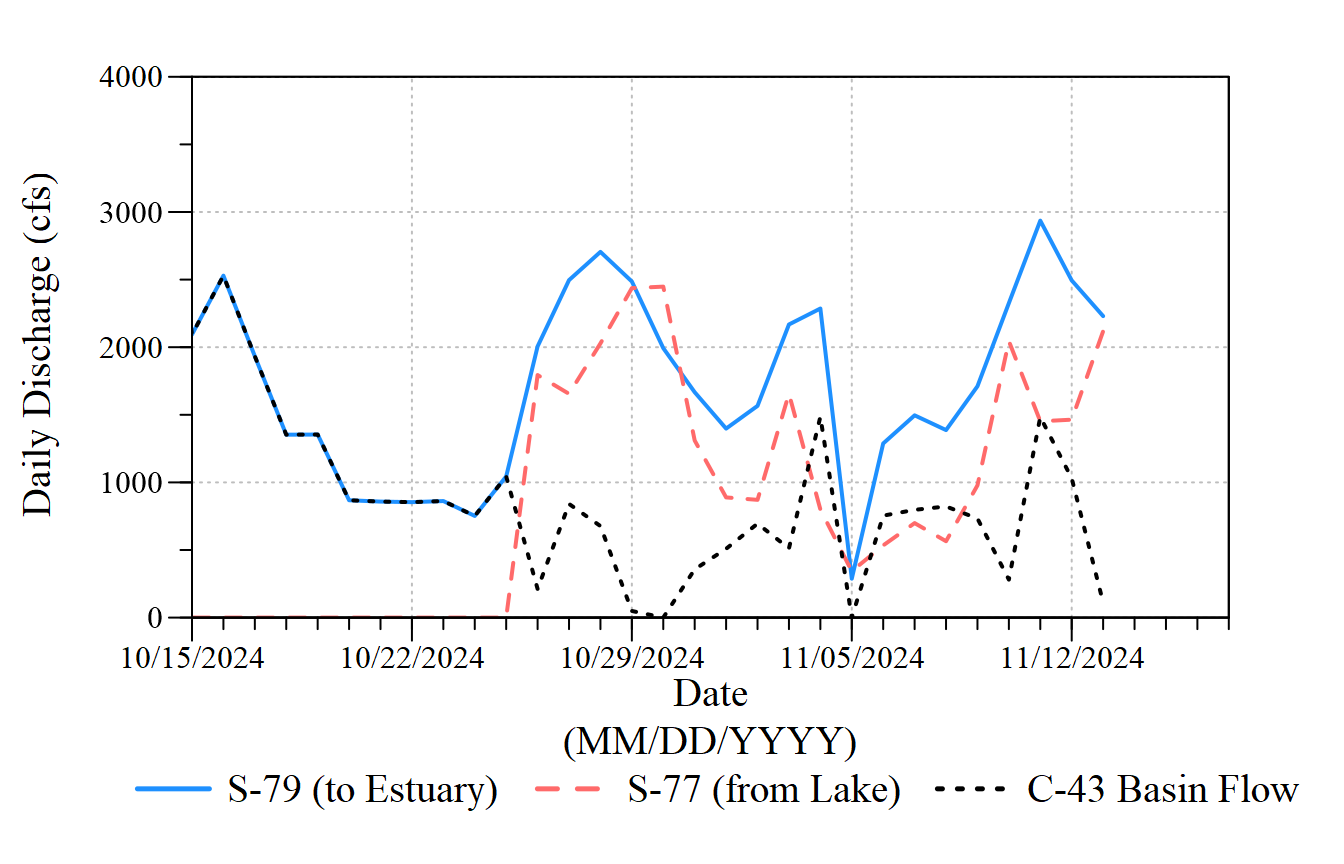 4000
3000
2000
1000
0
Daily Discharge (cfs)
10/15/2024 10/22/2024 10/29/2024 11/05/2024 11/12/2024
Date
(MM/DD/YYYY)
S-79 (to Estuary) S-77 (from Lake) C-43 Basin Flow